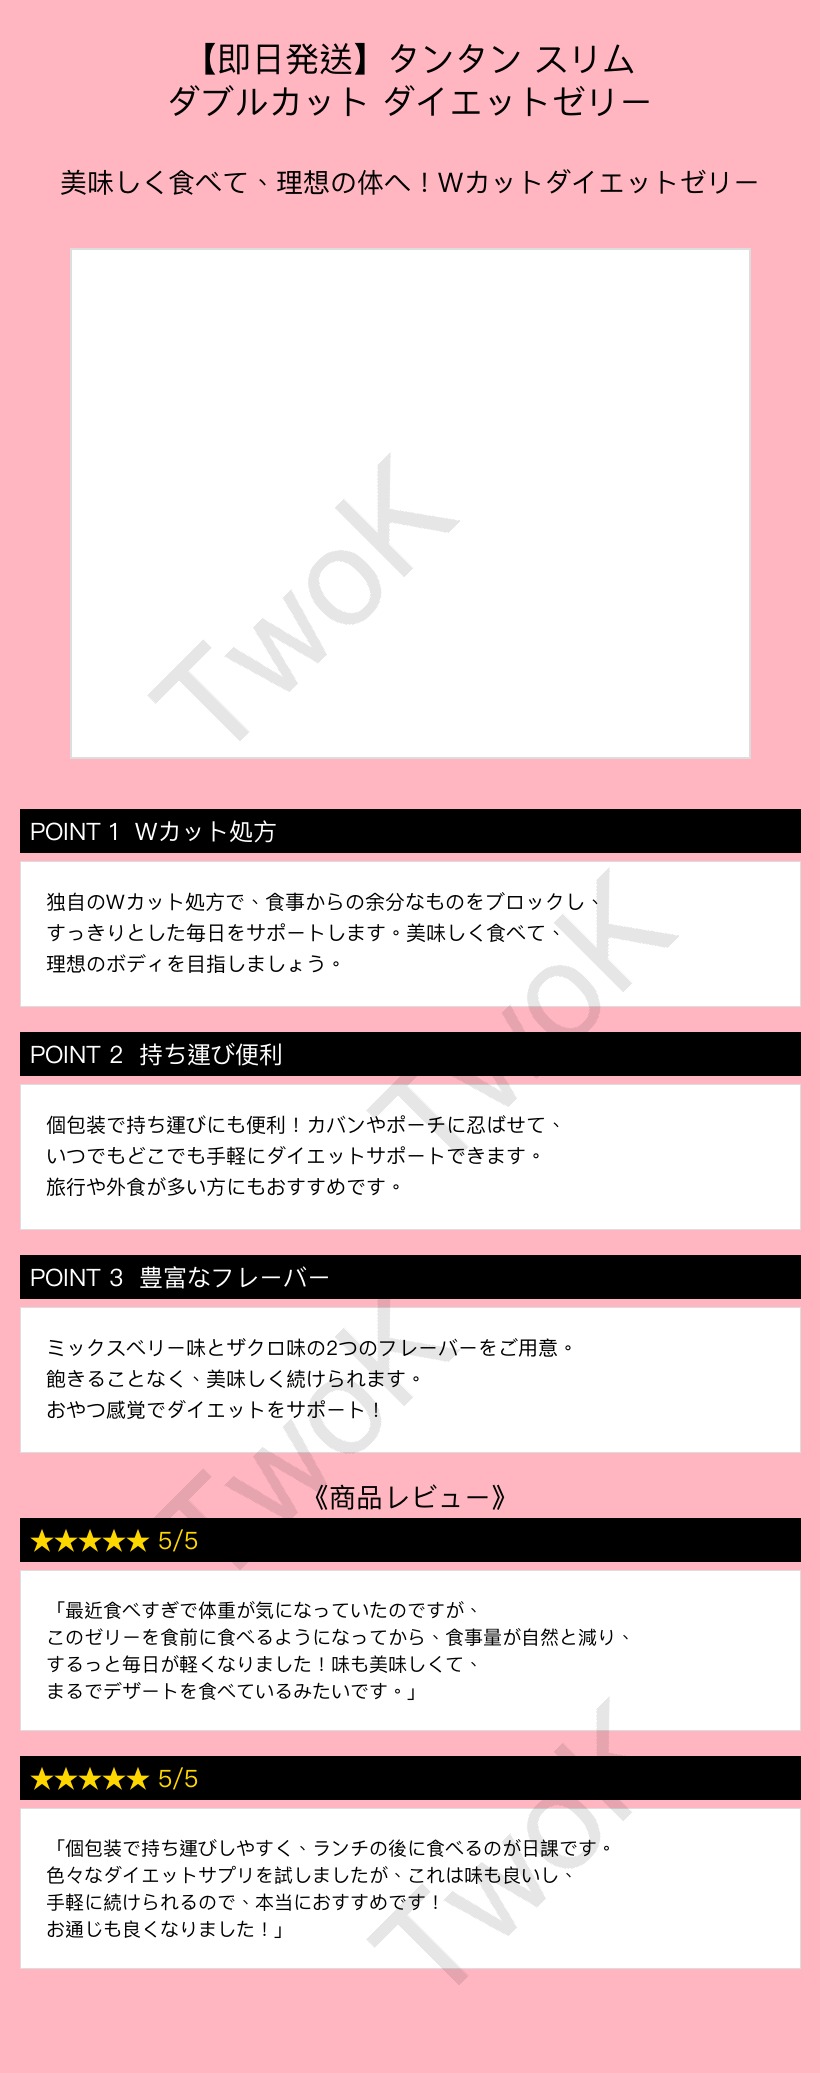 【即日発送】タンタン スリム
ダブルカット ダイエットゼリー
美味しく食べて、理想の体へ！Wカットダイエットゼリー
TwoK
POINT 1 Wカット処方
独自のWカット処方で、食事からの余分なものをブロックし、
すっきりとした毎日をサポートします。美味しく食べて、
理想のボディを目指しましょう。
TwoK
POINT 2 持ち運び便利
個包装で持ち運びにも便利！カバンやポーチに忍ばせて、
いつでもどこでも手軽にダイエットサポートできます。
旅行や外食が多い方にもおすすめです。
POINT 3 豊富なフレーバー
ミックスベリー味とザクロ味の2つのフレーバーをご用意。
飽きることなく、美味しく続けられます。
おやつ感覚でダイエットをサポート！
TwoK
《商品レビュー》
★★★★★ 5/5
「最近食べすぎで体重が気になっていたのですが、
このゼリーを食前に食べるようになってから、食事量が自然と減り、
するっと毎日が軽くなりました！味も美味しくて、
まるでデザートを食べているみたいです。」
★★★★★ 5/5
「個包装で持ち運びしやすく、ランチの後に食べるのが日課です。
色々なダイエットサプリを試しましたが、これは味も良いし、
手軽に続けられるので、本当におすすめです！
お通じも良くなりました！」
TwoK